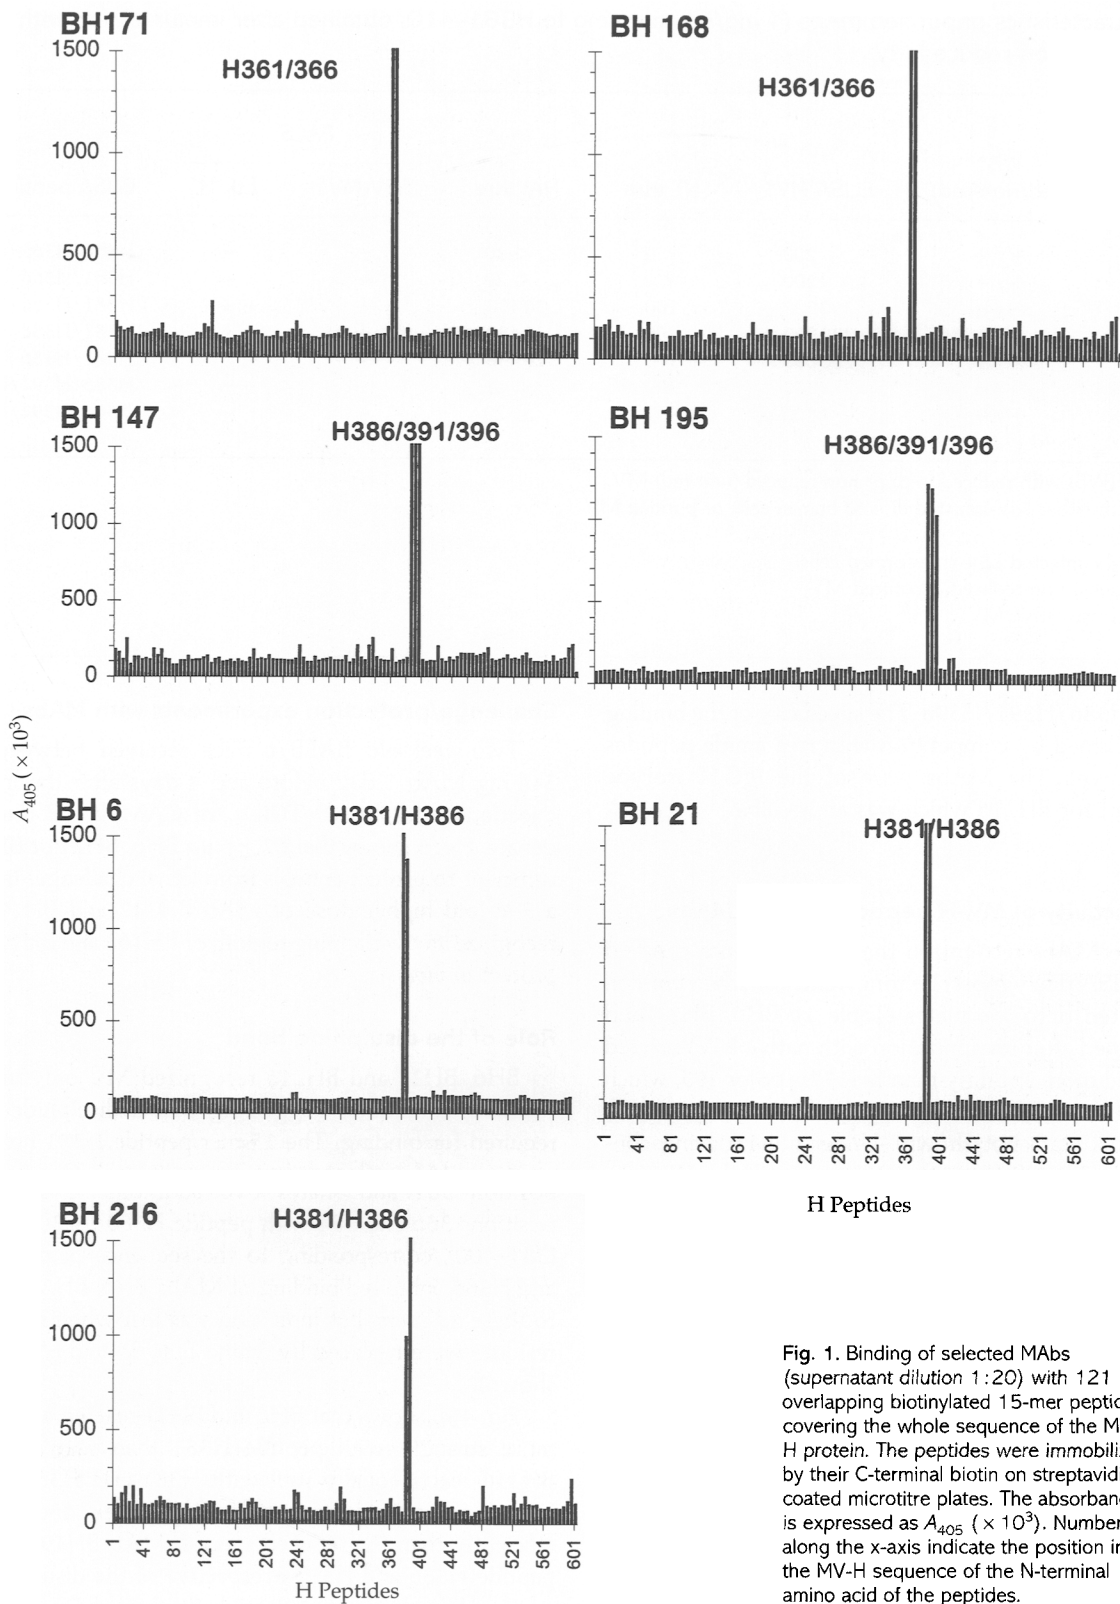 BH171
H361/366
1500
1000
500
0
BH 168
H361/366
BH 147
H386/391/396
1500
1000
500
0
BH 195
H386/391/396
A405 (×10³)
BH 6
H381/H386
1500
1000
500
0
BH 21
H381/H386
1 41 81 121 161 201 241 281 321 361 401 441 481 521 561 601
H Peptides
BH 216
H381/H386
1500
1000
500
0
1 41 81 121 161 201 241 281 321 361 401 441 481 521 561 601
H Peptides
Fig. 1. Binding of selected MAbs
(supernatant dilution 1:20) with 121
overlapping biotinylated 15-mer peptid
covering the whole sequence of the M
H protein. The peptides were immobili
by their C-terminal biotin on streptavid
coated microtitre plates. The absorban
is expressed as A405 (×10³). Number
along the x-axis indicate the position in
the MV-H sequence of the N-terminal
amino acid of the peptides.